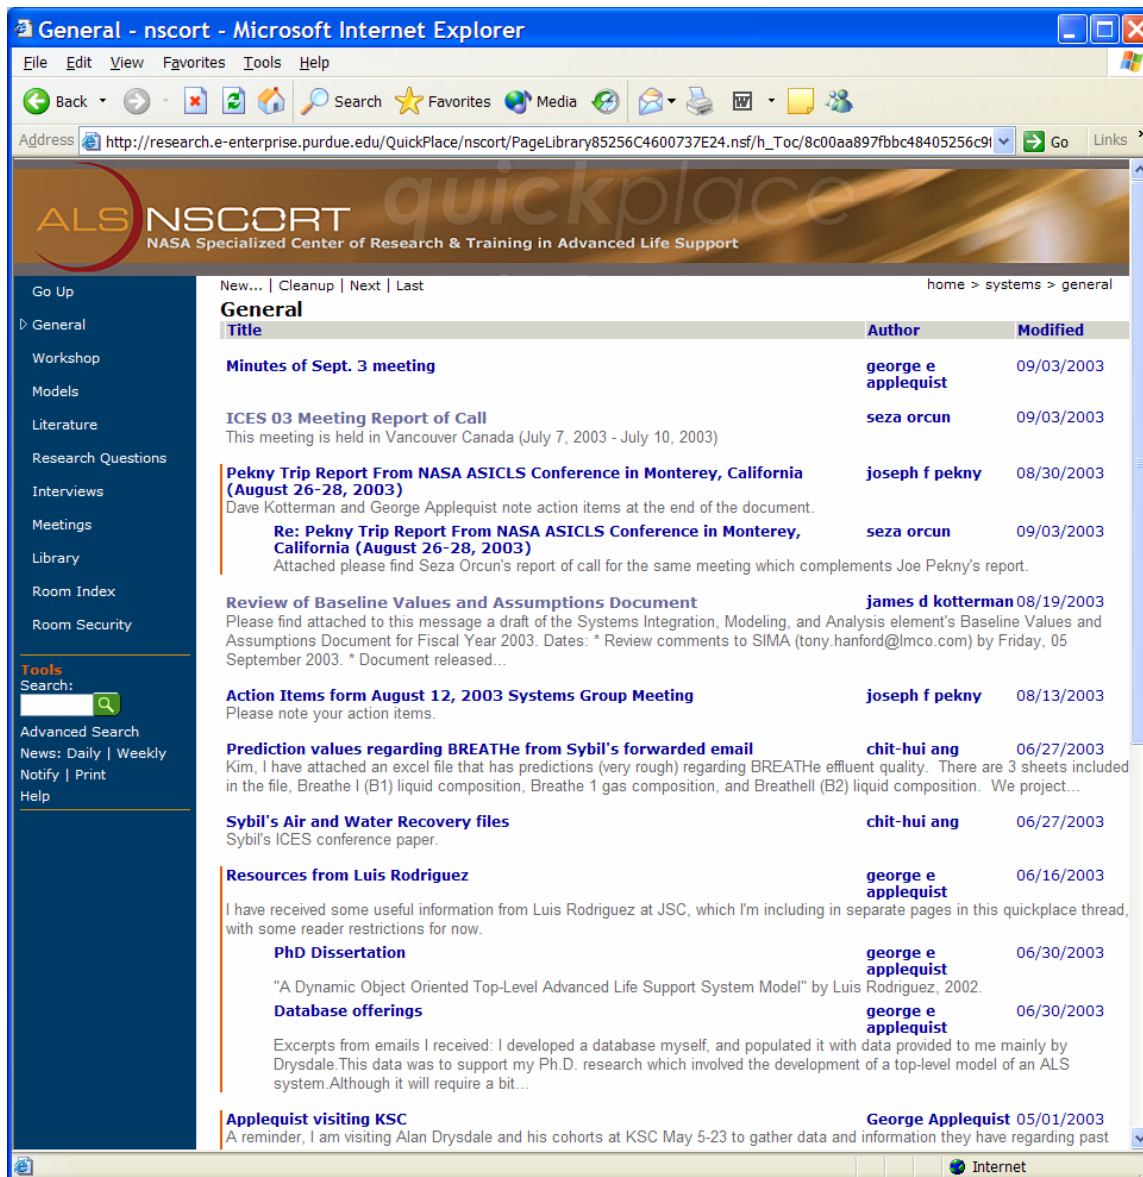 General - nscort - Microsoft Internet Explorer
File Edit View Favorites Tools Help
Back Search Favorites Media
Address http://research.e-enterprise.purdue.edu/QuickPlace/nscort/PageLibrary85256C4600737E24.nsf/h_Toc/8c00aa897fbbc48405256c9f Go Links
quickplace
ALS NSCORT
NASA Specialized Center of Research & Training in Advanced Life Support
Go Up
General
Workshop
Models
Literature
Research Questions
Interviews
Meetings
Library
Room Index
Room Security
Tools
Search:
Advanced Search
News: Daily | Weekly
Notify | Print
Help
New... | Cleanup | Next | Last
home > systems > general
General
Title Author Modified
Minutes of Sept. 3 meeting george e applequist 09/03/2003
ICES 03 Meeting Report of Call seza orcun 09/03/2003
This meeting is held in Vancouver Canada (July 7, 2003 - July 10, 2003)
Pekny Trip Report From NASA ASICLS Conference in Monterey, California joseph f pekny 08/30/2003
(August 26-28, 2003)
Dave Kotterman and George Applequist note action items at the end of the document.
Re: Pekny Trip Report From NASA ASICLS Conference in Monterey, seza orcun 09/03/2003
California (August 26-28, 2003)
Attached please find Seza Orcun's report of call for the same meeting which complements Joe Pekny's report.
Review of Baseline Values and Assumptions Document james d kotterman 08/19/2003
Please find attached to this message a draft of the Systems Integration, Modeling, and Analysis element's Baseline Values and
Assumptions Document for Fiscal Year 2003. Dates: * Review comments to SIMA (tony.hanford@lmco.com) by Friday, 05
September 2003. * Document released...
Action Items form August 12, 2003 Systems Group Meeting joseph f pekny 08/13/2003
Please note your action items.
Prediction values regarding BREATHe from Sybil's forwarded email chit-hui ang 06/27/2003
Kim, I have attached an excel file that has predictions (very rough) regarding BREATHe effluent quality. There are 3 sheets included
in the file, Breathe I (B1) liquid composition, Breathe 1 gas composition, and BreatheII (B2) liquid composition. We project...
Sybil's Air and Water Recovery files chit-hui ang 06/27/2003
Sybil's ICES conference paper.
Resources from Luis Rodriguez george e applequist 06/16/2003
I have received some useful information from Luis Rodriguez at JSC, which I'm including in separate pages in this quickplace thread,
with some reader restrictions for now.
PhD Dissertation george e applequist 06/30/2003
"A Dynamic Object Oriented Top-Level Advanced Life Support System Model" by Luis Rodriguez, 2002.
Database offerings george e applequist 06/30/2003
Excerpts from emails I received: I developed a database myself, and populated it with data provided to me mainly by
Drysdale.This data was to support my Ph.D. research which involved the development of a top-level model of an ALS
system.Although it will require a bit...
Applequist visiting KSC George Applequist 05/01/2003
A reminder, I am visiting Alan Drysdale and his cohorts at KSC May 5-23 to gather data and information they have regarding past
Internet